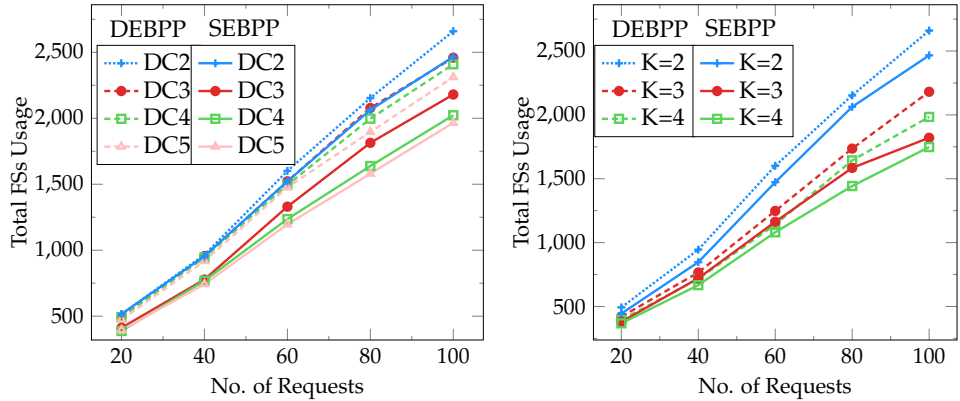 DEBPP SEBPP
DC2 DC2
DC3 DC3
DC4 DC4
DC5 DC5
2,500
2,000
1,500
1,000
500
Total FSs Usage
20 40 60 80 100
No. of Requests
DEBPP SEBPP
K=2 K=2
K=3 K=3
K=4 K=4
2,500
2,000
1,500
1,000
500
Total FSs Usage
20 40 60 80 100
No. of Requests